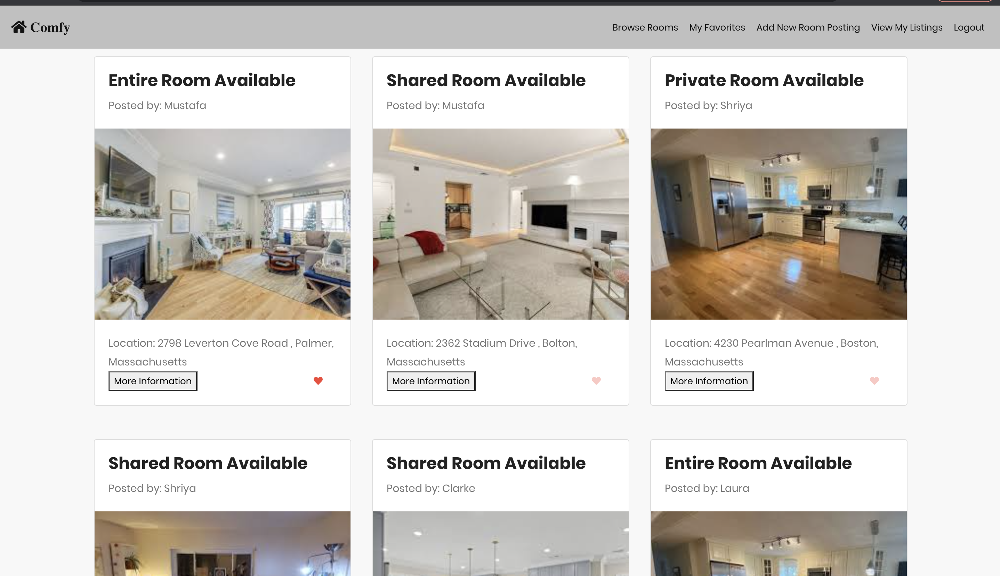 Comfy
Browse Rooms My Favorites Add New Room Posting View My Listings Logout
Entire Room Available
Posted by: Mustafa
Location: 2798 Leverton Cove Road , Palmer,
Massachusetts
More Information
Shared Room Available
Posted by: Mustafa
Location: 2362 Stadium Drive , Bolton,
Massachusetts
More Information
Private Room Available
Posted by: Shriya
Location: 4230 Pearlman Avenue , Boston,
Massachusetts
More Information
Shared Room Available
Posted by: Shriya
Shared Room Available
Posted by: Clarke
Entire Room Available
Posted by: Laura